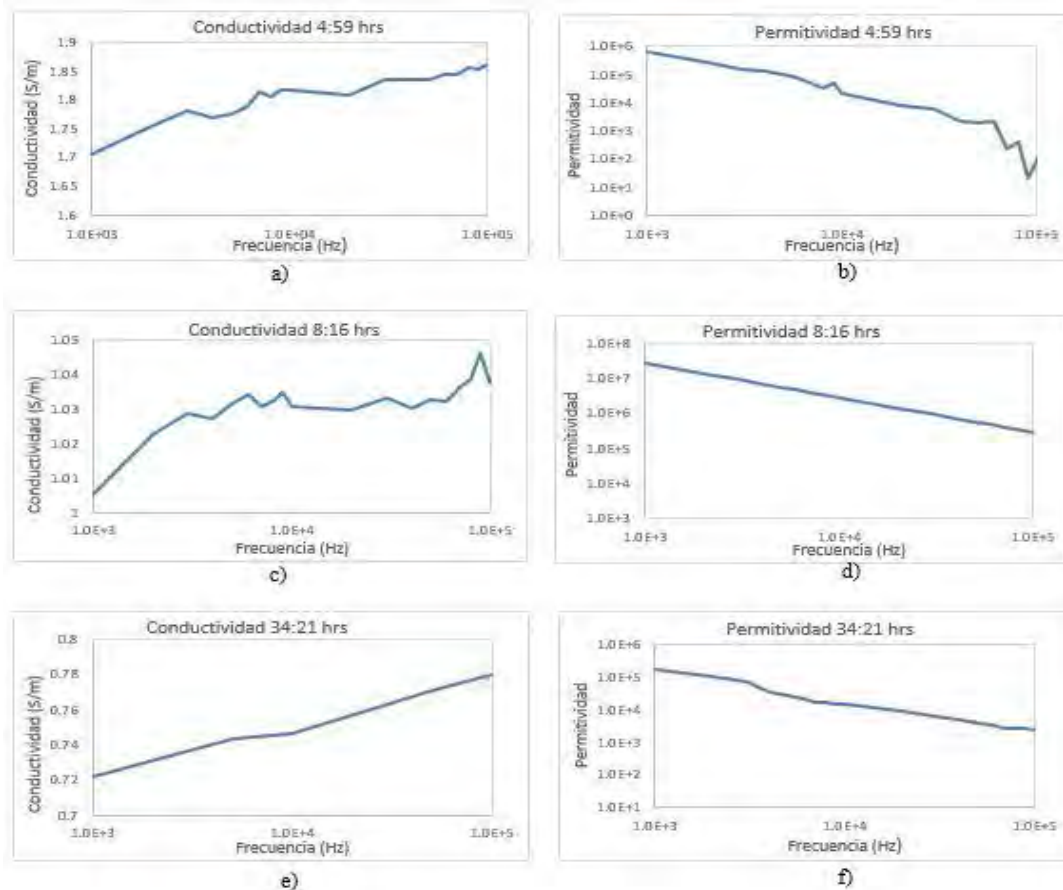 Conductividad 4:59 hrs
Conductividad (S/m)
1.9
1.85
1.8
1.75
1.7
1.65
1.6
1.0E+03
1.0E+04
1.0E+05
Frecuencia (Hz)
a)
Permitividad 4:59 hrs
Permitividad
1.0E+6
1.0E+5
1.0E+4
1.0E+3
1.0E+2
1.0E+1
1.0E+0
1.0E+3
1.0E+4
1.0E+5
Frecuencia (Hz)
b)
Conductividad 8:16 hrs
Conductividad (S/m)
1.05
1.04
1.03
1.02
1.01
1
1.0E+3
1.0E+4
1.0E+5
Frecuencia (Hz)
c)
Permitividad 8:16 hrs
Permitividad
1.0E+8
1.0E+7
1.0E+6
1.0E+5
1.0E+4
1.0E+3
1.0E+3
1.0E+4
1.0E+5
Frecuencia (Hz)
d)
Conductividad 34:21 hrs
Conductividad (S/m)
0.8
0.78
0.76
0.74
0.72
0.7
1.0E+3
1.0E+4
1.0E+5
Frecuencia (Hz)
e)
Permitividad 34:21 hrs
Permitividad
1.0E+6
1.0E+5
1.0E+4
1.0E+3
1.0E+2
1.0E+1
1.0E+3
1.0E+4
1.0E+5
Frecuencia (Hz)
f)